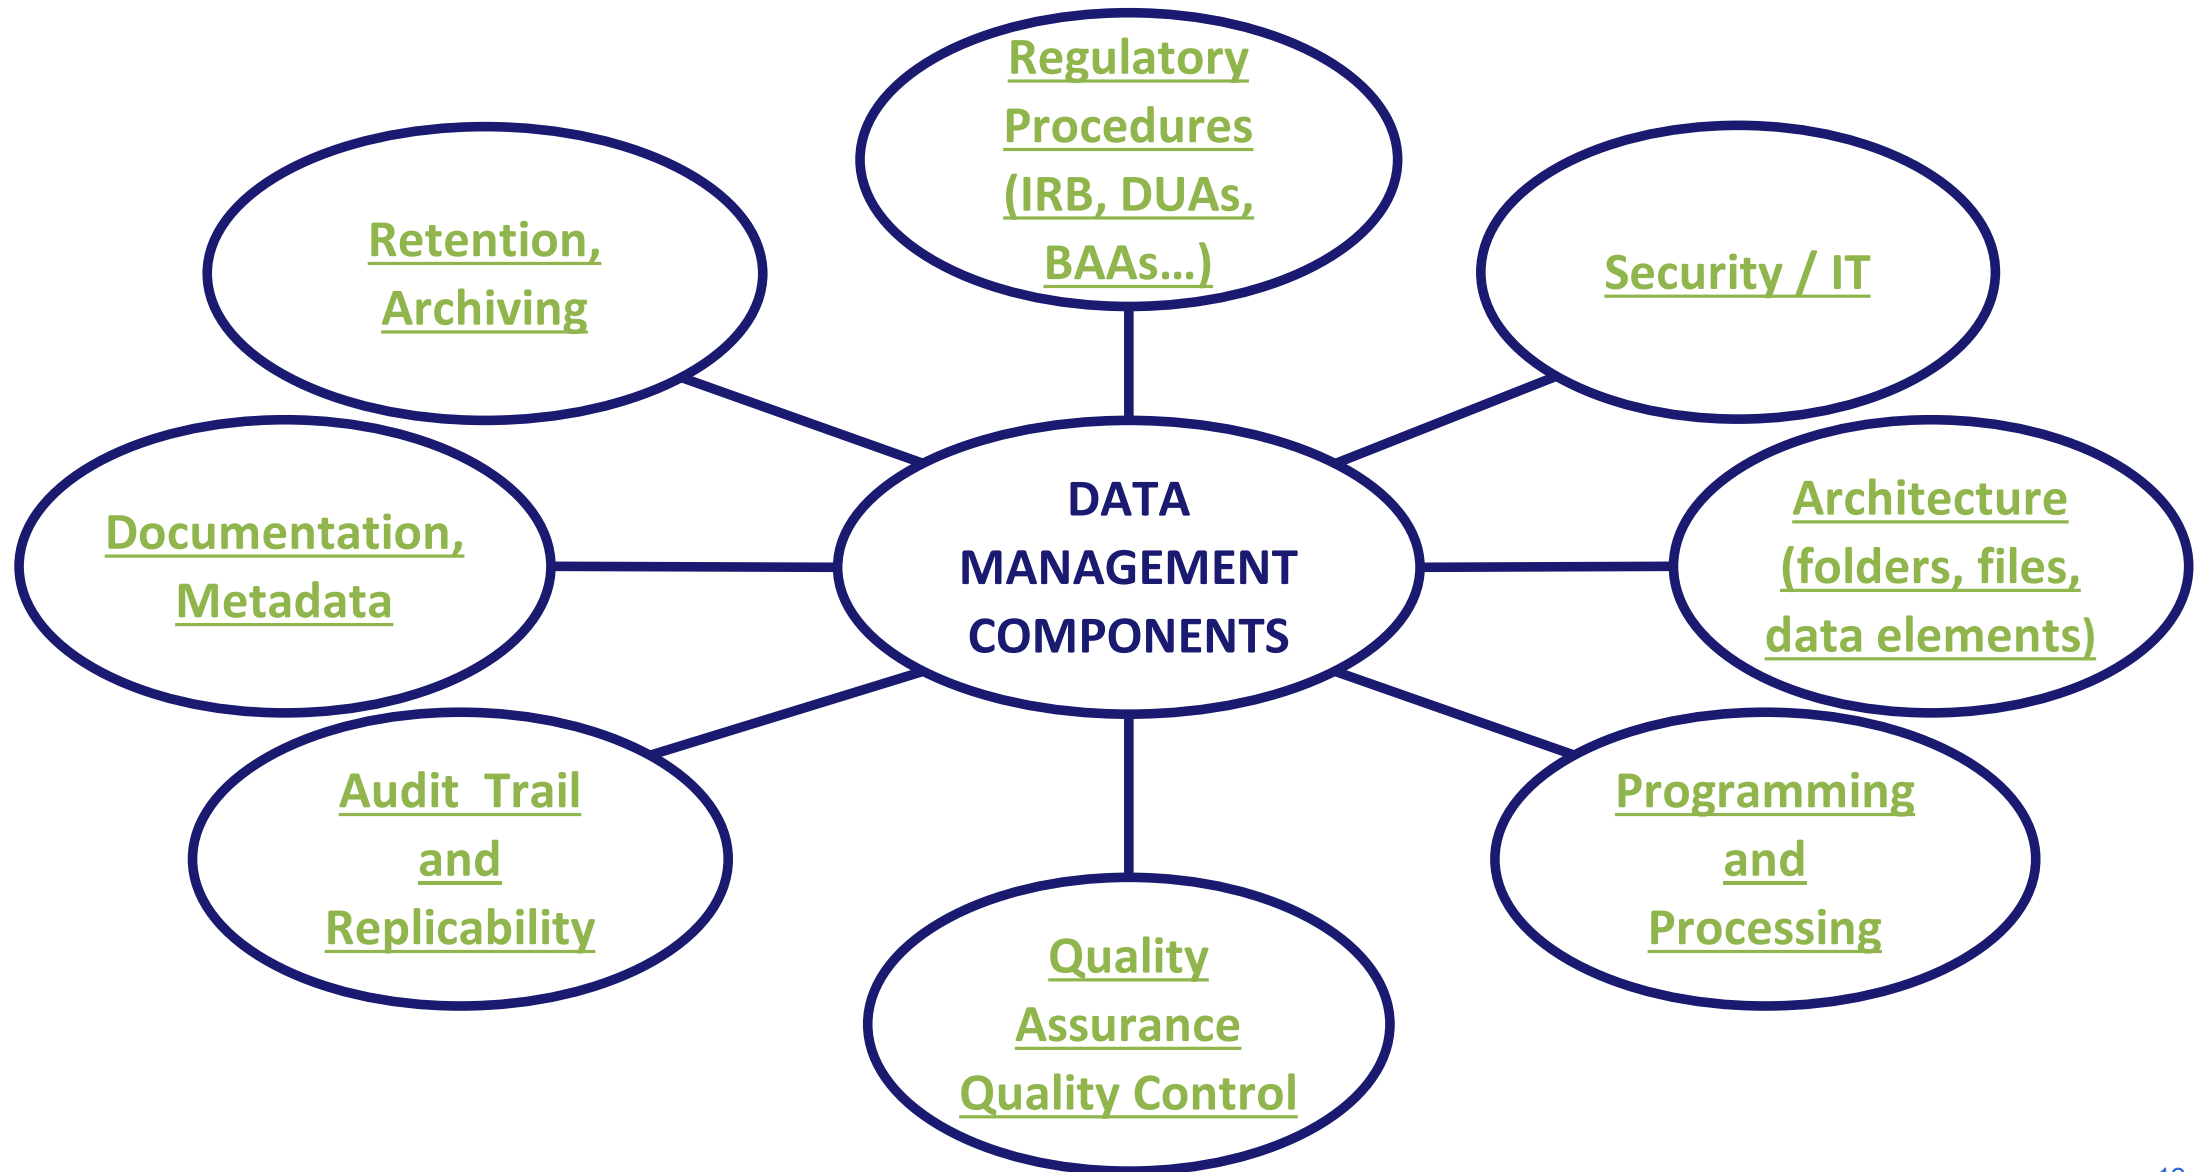 Regulatory
Procedures
(IRB, DUAs,
BAAs…)
Retention,
Archiving
Security / IT
Documentation,
Metadata
DATA
MANAGEMENT
COMPONENTS
Architecture
(folders, files,
data elements)
Audit  Trail
and
Replicability
Programming
and
Processing
Quality
Assurance
Quality Control